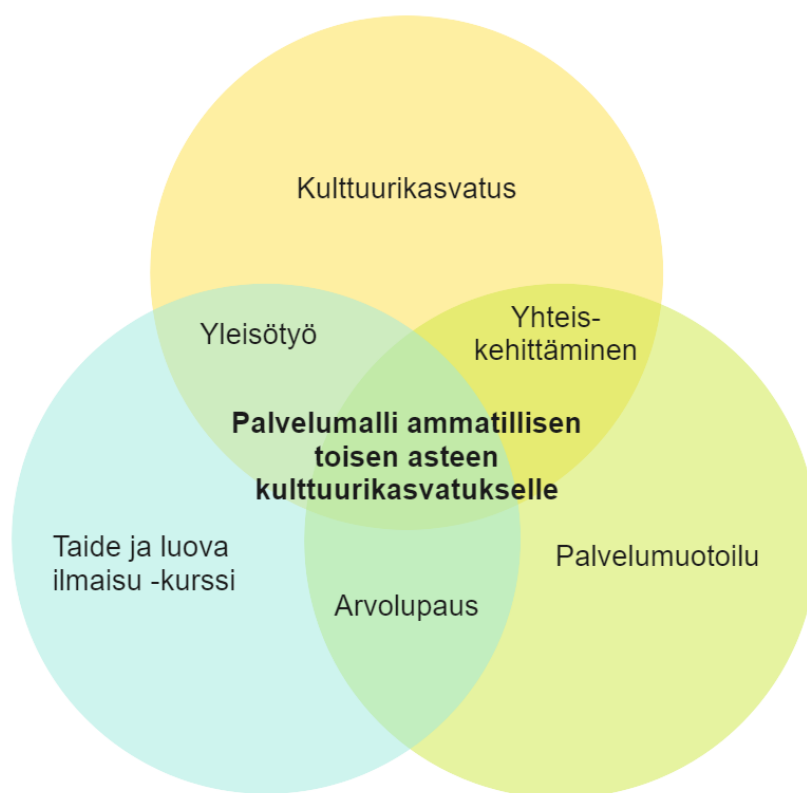 Kulttuurikasvatus
Yleisötyö
Yhteis-
kehittäminen
Palvelumalli ammatillisen
toisen asteen
kulttuurikasvatukselle
Taide ja luova
ilmaisu -kurssi
Palvelumuotoilu
Arvolupaus